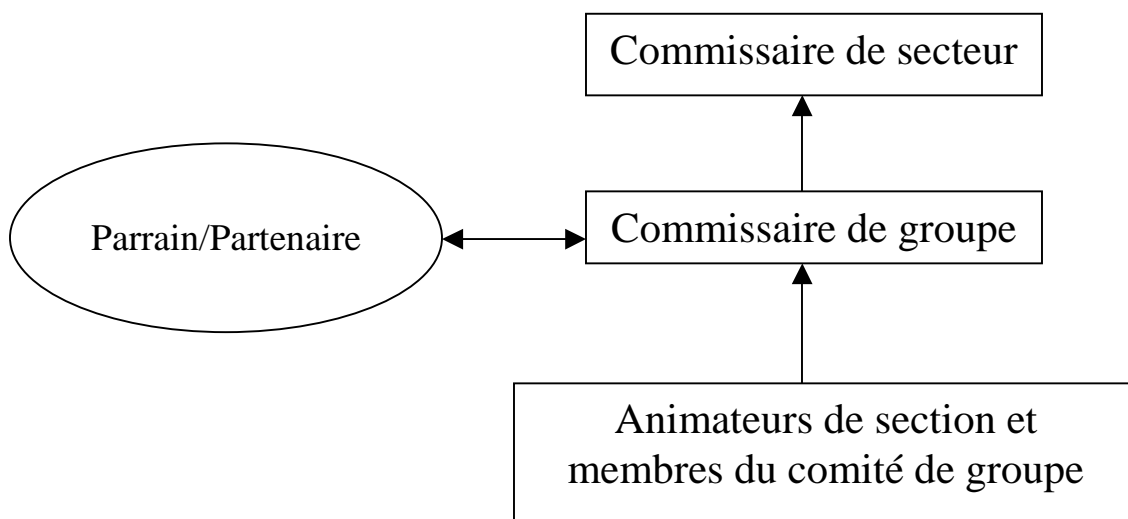 Commissaire de secteur
Parrain/Partenaire
Commissaire de groupe
Animateurs de section et
membres du comité de groupe